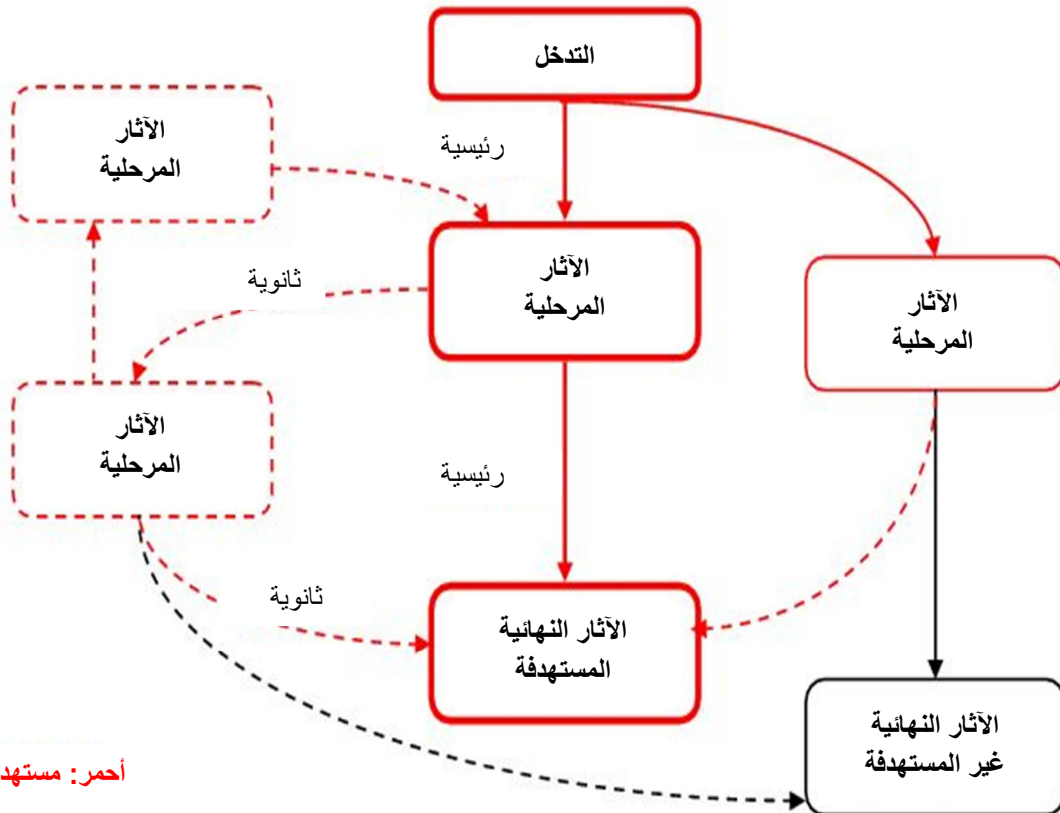 التدخل
رئيسية
الآثار
المرحلية
الآثار
المرحلية
ثانوية
الآثار
المرحلية
الآثار
المرحلية
رئيسية
ثانوية
الآثار النهائية
المستهدفة
الآثار النهائية
غير المستهدفة
أحمر: مستهد